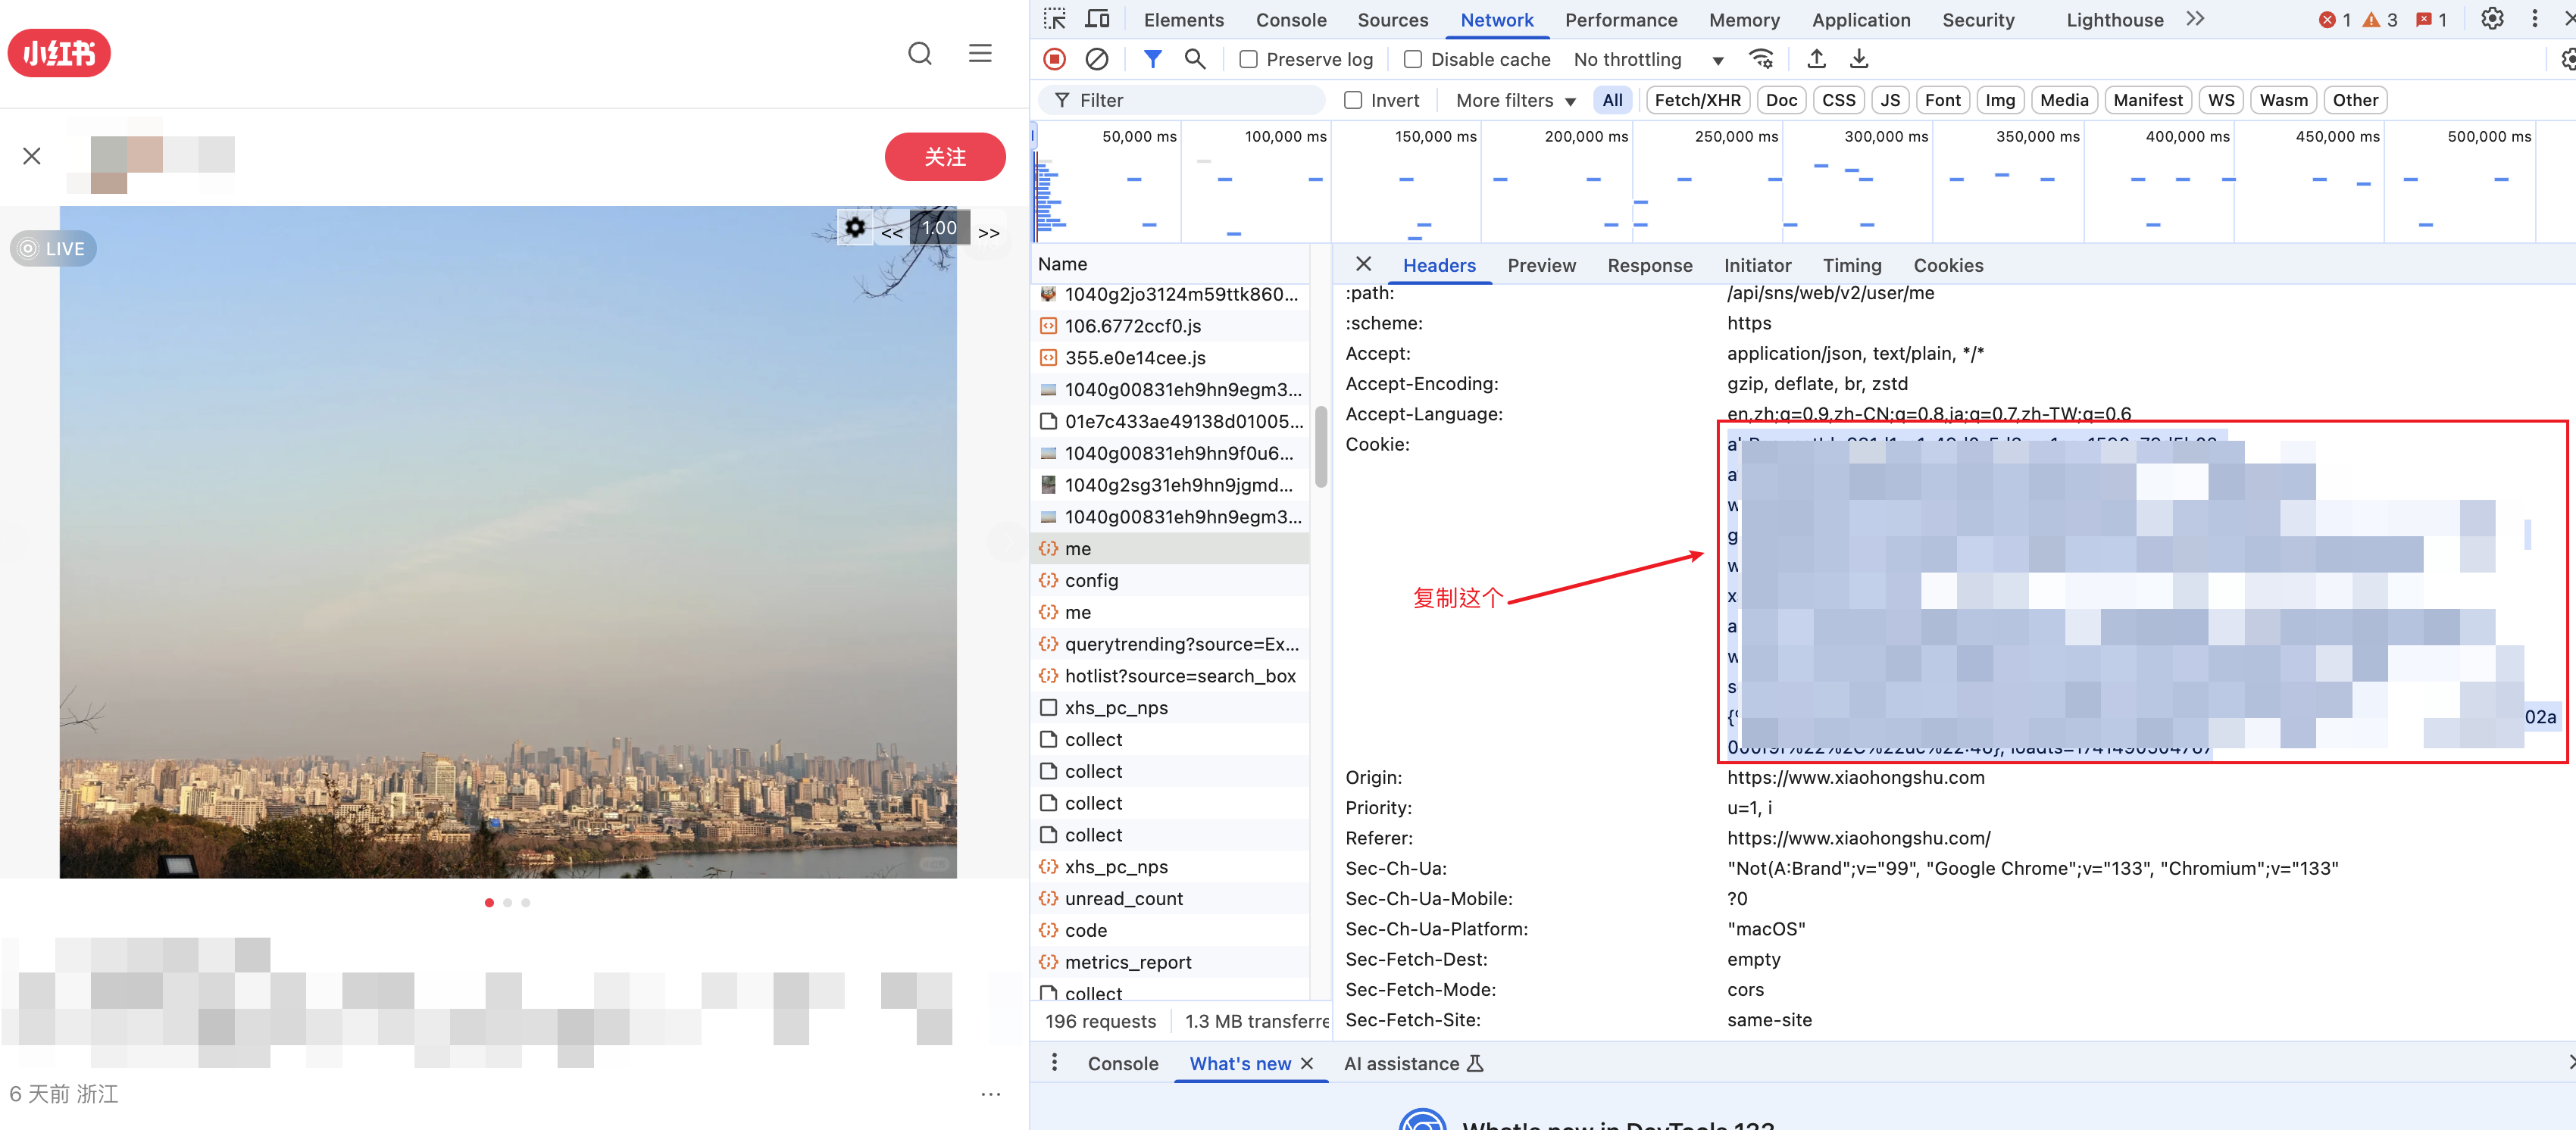 小红书
关注
LIVE
<<
1.00
>>
6 天前 浙江
...
Elements
Console
Sources
Network
Performance
Memory
Application
Security
Lighthouse
1
3
1
Preserve log
Disable cache
No throttling
Filter
Invert
More filters
All
Fetch/XHR
Doc
CSS
JS
Font
Img
Media
Manifest
WS
Wasm
Other
50,000 ms
100,000 ms
150,000 ms
200,000 ms
250,000 ms
300,000 ms
350,000 ms
400,000 ms
450,000 ms
500,000 ms
Name
1040g2jo3124m59ttk860...
106.6772ccf0.js
355.e0e14cee.js
1040g00831eh9hn9egm3...
01e7c433ae49138d01005...
1040g00831eh9hn9f0u6...
1040g2sg31eh9hn9jgmd...
1040g00831eh9hn9egm3...
me
config
me
querytrending?source=Ex...
hotlist?source=search_box
xhs_pc_nps
collect
collect
collect
collect
xhs_pc_nps
unread_count
code
metrics_report
collect
196 requests
1.3 MB transferre
Headers
Preview
Response
Initiator
Timing
Cookies
:path: /api/sns/web/v2/user/me
:scheme: https
Accept: application/json, text/plain, */*
Accept-Encoding: gzip, deflate, br, zstd
Accept-Language: en,zh;q=0.9,zh-CN;q=0.8,ja;q=0.7,zh-TW;q=0.6
Cookie:
复制这个
02a
Origin: https://www.xiaohongshu.com
Priority: u=1, i
Referer: https://www.xiaohongshu.com/
Sec-Ch-Ua: "Not(A:Brand";v="99", "Google Chrome";v="133", "Chromium";v="133"
Sec-Ch-Ua-Mobile: ?0
Sec-Ch-Ua-Platform: "macOS"
Sec-Fetch-Dest: empty
Sec-Fetch-Mode: cors
Sec-Fetch-Site: same-site
Console
What's new
AI assistance
What's new in DevTools 133